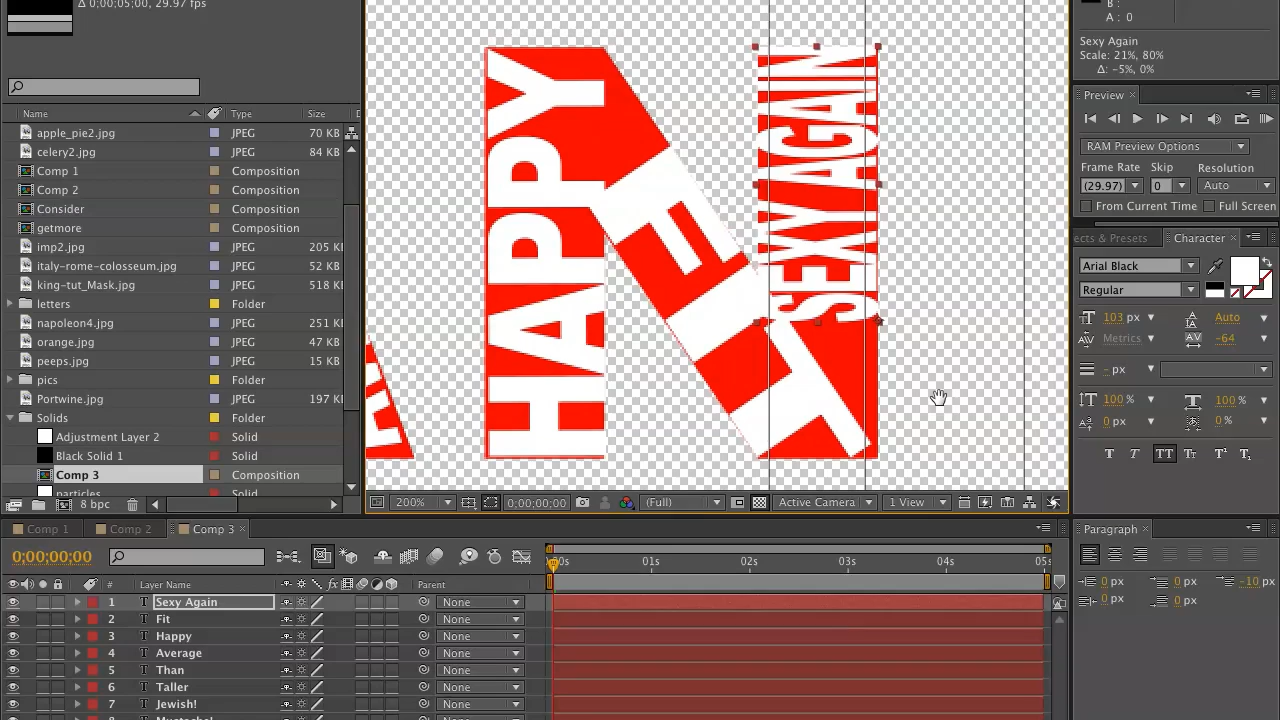 Δ 0;00;05;00, 29.97 fps
Name
Type
Size
apple_pie2.jpg
JPEG
70 KB
celery2.jpg
JPEG
84 KB
Comp 1
Composition
Comp 2
Composition
Consider
Composition
getmore
Composition
imp2.jpg
JPEG
205 K
italy-rome-colosseum.jpg
JPEG
52 KB
king-tut_Mask.jpg
JPEG
518 K
letters
Folder
napoleon4.jpg
JPEG
251 K
orange.jpg
JPEG
47 KB
peeps.jpg
JPEG
15 KB
pics
Folder
Portwine.jpg
JPEG
197 K
Solids
Folder
Adjustment Layer 2
Solid
Black Solid 1
Solid
Comp 3
Composition
particles
Solid
8 bpc
HAPPY
FIT
SEXY AGAIN
200%
0;00;00;00
(Full)
Active Camera
1 View
B :
A : 0
Sexy Again
Scale: 21%, 80%
Δ: -5%, 0%
Preview
RAM Preview Options
Frame Rate
Skip
Resolution
(29.97)
0
Auto
From Current Time
Full Screen
ects & Presets
Character
Arial Black
Regular
103 px
Auto
Metrics
-64
- px
100 %
100 %
0 px
0 %
T
T
TT
Tr
T
T
Paragraph
0 px
0 px
-10 px
0 px
0 px
Comp 1
Comp 2
Comp 3
0;00;00;00
00s
01s
02s
03s
04s
05s
#
Layer Name
fx
Parent
1
T
Sexy Again
None
2
T
Fit
None
3
T
Happy
None
4
T
Average
None
5
T
Than
None
6
T
Taller
None
7
T
Jewish!
None